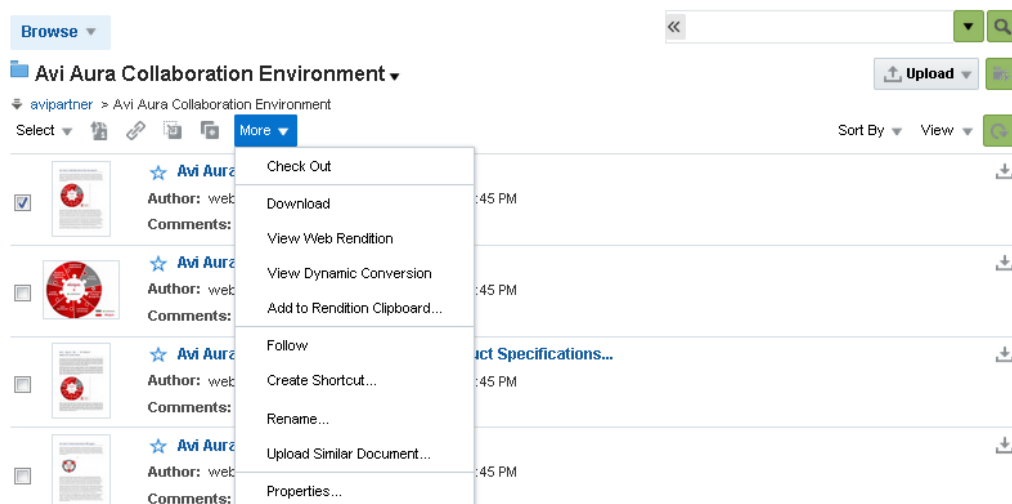 Browse
Avi Aura Collaboration Environment
Upload
avipartner > Avi Aura Collaboration Environment
Select
More
Sort By
View
Check Out
Download
View Web Rendition
View Dynamic Conversion
Add to Rendition Clipboard...
Follow
Create Shortcut...
Rename...
Upload Similar Document...
Properties...
Avi Aura
Author: web :45 PM
Comments:
Avi Aura
Author: web :45 PM
Comments:
Avi Aura uct Specifications...
Author: web :45 PM
Comments:
Avi Aura
Author: web :45 PM
Comments: